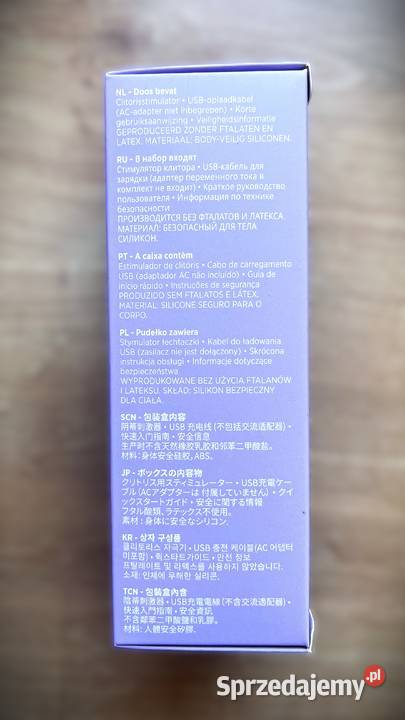 NL - Doos bevat
Clitorisstimulator • USB-oplaadkabel
(AC-adapter niet inbegrepen) • Korte
gebruiksaanwijzing • Veiligheidsinformatie
GEPRODUCEERD ZONDER FTALATEN EN
LATEX. MATERIAAL: BODY-VEILIG SILICONEN.
RU - В набор входят
Стимулятор клитора • USB-кабель для
зарядки (адаптер переменного тока в
комплект не входит) • Краткое руководство
пользователя • Информация по технике
безопасности
ПРОИЗВОДИТСЯ БЕЗ ФТАЛАТОВ И ЛАТЕКСА.
МАТЕРИАЛ: БЕЗОПАСНЫЙ ДЛЯ ТЕЛА
СИЛИКОН.
PT - A caixa contém
Estimulador de clitóris • Cabo de carregamento
USB (adaptador AC não incluído) • Guia de
início rápido • Instruções de segurança
PRODUZIDO SEM FTALATOS E LÁTEX.
MATERIAL: SILICONE SEGURO PARA O
CORPO.
PL - Pudełko zawiera
Stymulator łechtaczki • Kabel do ładowania
USB (zasilacz nie jest dołączony) • Skrócona
instrukcja obsługi • Informacje dotyczące
bezpieczeństwa
WYPRODUKOWANE BEZ UŻYCIA FTALANÓW
I LATEKSU. SKŁAD: SILIKON BEZPIECZNY
DLA CIAŁA.
SCN - 包装盒内容
阴蒂刺激器 • USB 充电线 (不包括交流适配器) •
快速入门指南 • 安全信息
生产时不含天然橡胶乳胶和邻苯二甲酸盐。
材料: 身体安全硅胶, ABS。
JP - ボックスの内容物
クリトリス用スティミュレーター • USB充電ケー
ブル (ACアダプターは 付属していません) • クイ
ックスタートガイド • 安全に関する情報
フタル酸類、ラテックス不使用。
素材 : 身体に安全なシリコン。
KR - 상자 구성품
클리토리스 자극기 • USB 충전 케이블(AC 어댑터
미포함) • 퀵스타트가이드 • 안전 정보
프탈레이트 및 라텍스를 사용하지 않았습니다.
소재: 인체에 무해한 실리콘.
TCN - 包裝盒內含
陰蒂刺激器 • USB充電電線 (不含交流適配器) •
快速入門指南 • 安全資訊
不含鄰苯二甲酸鹽和乳膠。
材料: 人體安全矽膠.
Sprzedajemy.pl